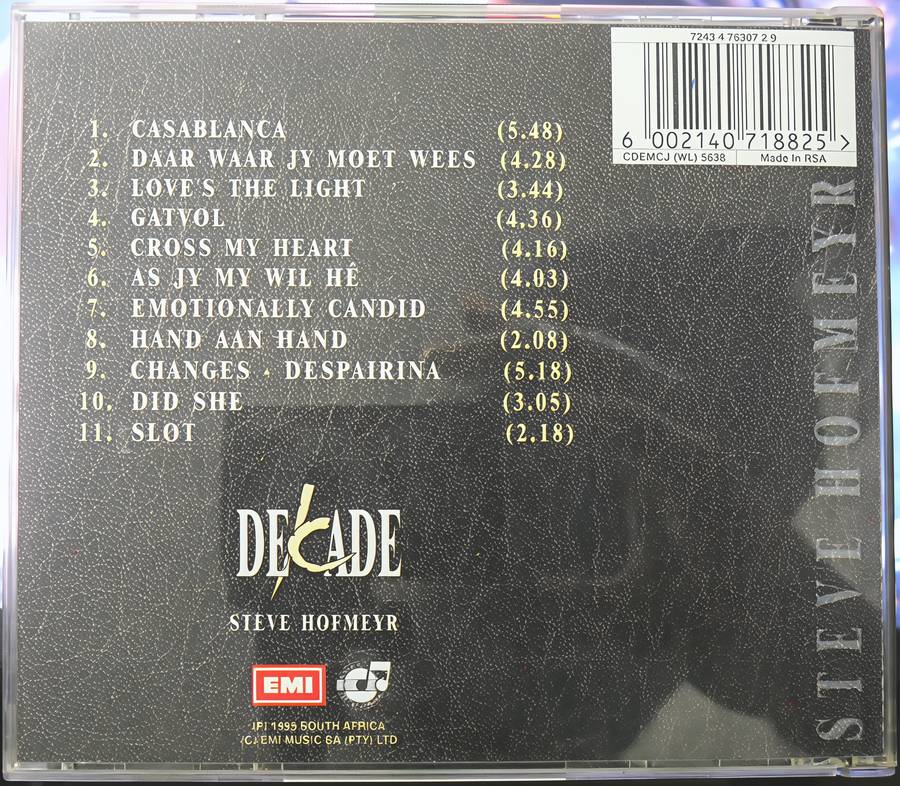 7243 4 76307 2 9
6 002140 718825 >
CDEMCJ (WL) 5638 Made In RSA
1. CASABLANCA (5.48)
2. DAAR WAAR JY MOET WEES (4.28)
3. LOVE'S THE LIGHT (3.44)
4. GATVOL (4.36)
5. CROSS MY HEART (4.16)
6. AS JY MY WIL HÊ (4.03)
7. EMOTIONALLY CANDID (4.55)
8. HAND AAN HAND (2.08)
9. CHANGES · DESPAIRINA (5.18)
10. DID SHE (3.05)
11. SLOT (2.18)
DECADE
STEVE HOFMEYR
EMI
(P) 1995 SOUTH AFRICA
(C) EMI MUSIC SA (PTY) LTD
STEVE HOFMEYR